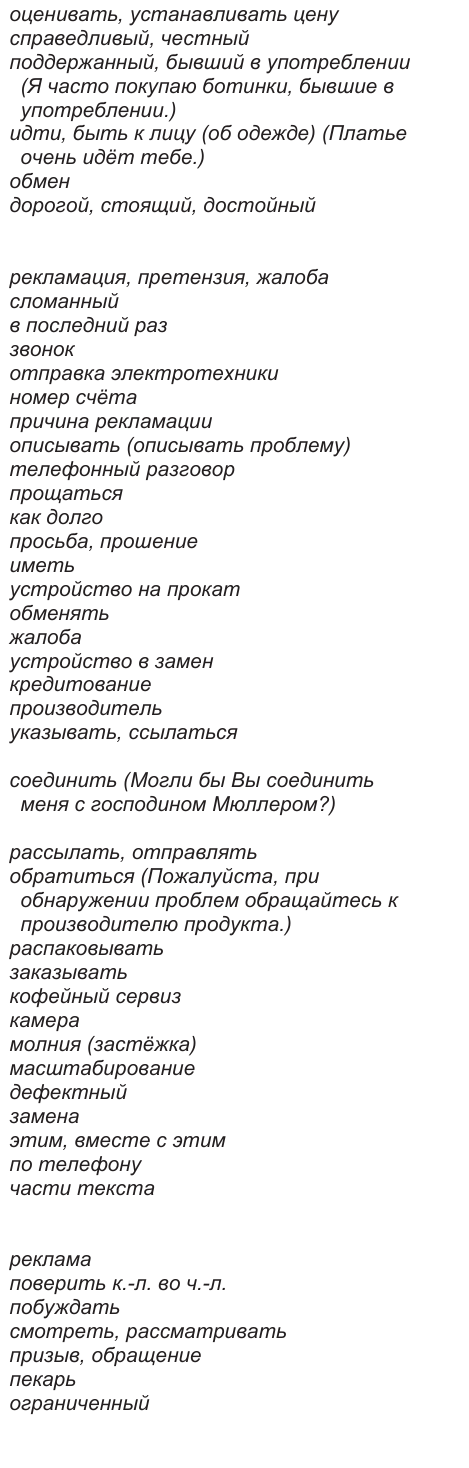 оценивать, устанавливать цену
справедливый, честный
поддержанный, бывший в употреблении
(Я часто покупаю ботинки, бывшие в
употреблении.)
идти, быть к лицу (об одежде) (Платье
очень идёт тебе.)
обмен
дорогой, стоящий, достойный
рекламация, претензия, жалоба
сломанный
в последний раз
звонок
отправка электротехники
номер счёта
причина рекламации
описывать (описывать проблему)
телефонный разговор
прощаться
как долго
просьба, прошение
иметь
устройство на прокат
обменять
жалоба
устройство в замен
кредитование
производитель
указывать, ссылаться
соединить (Могли бы Вы соединить
меня с господином Мюллером?)
рассылать, отправлять
обратиться (Пожалуйста, при
обнаружении проблем обращайтесь к
производителю продукта.)
распаковывать
заказывать
кофейный сервиз
камера
молния (застёжка)
масштабирование
дефектный
замена
этим, вместе с этим
по телефону
части текста
реклама
поверить к.-л. во ч.-л.
побуждать
смотреть, рассматривать
призыв, обращение
пекарь
ограниченный